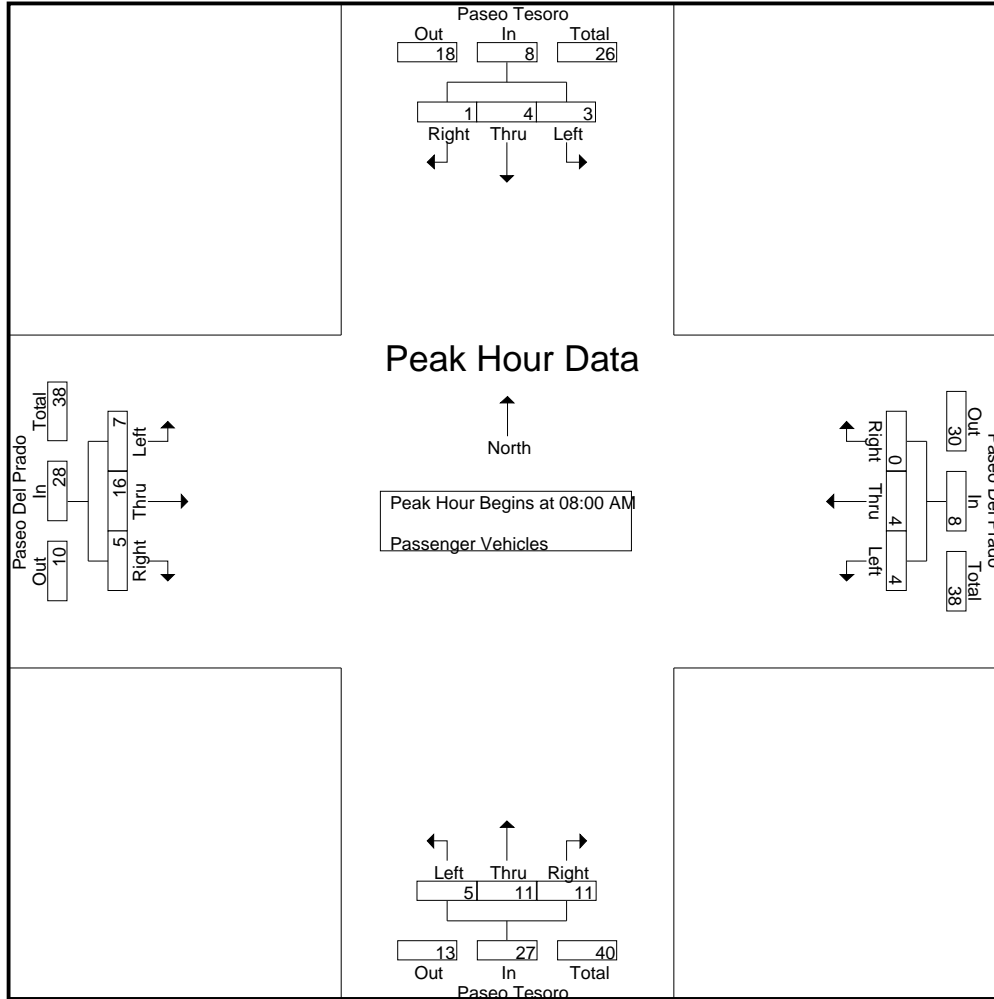 Paseo Tesoro
Out In Total
18 8 26
1 4 3
Right Thru Left
Peak Hour Data
North
Peak Hour Begins at 08:00 AM
Passenger Vehicles
Paseo Del Prado
Out In Total
10 28 38
5 16 7
Right Thru Left
Paseo Del Prado
Out In Total
30 8 38
0 4 4
Right Thru Left
Left Thru Right
5 11 11
13 27 40
Out In Total
Paseo Tesoro